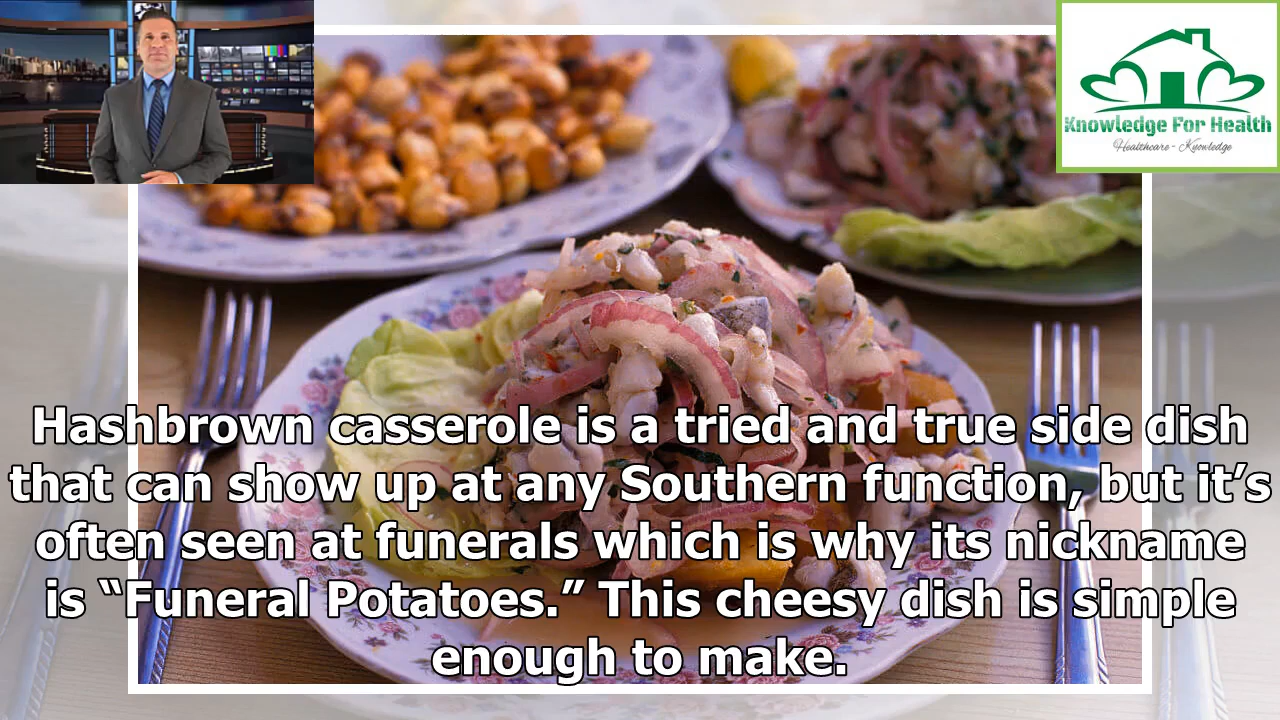 Knowledge For Health
Healthcare - Knowledge
Hashbrown casserole is a tried and true side dish
that can show up at any Southern function, but it’s
often seen at funerals which is why its nickname
is “Funeral Potatoes.” This cheesy dish is simple
enough to make.